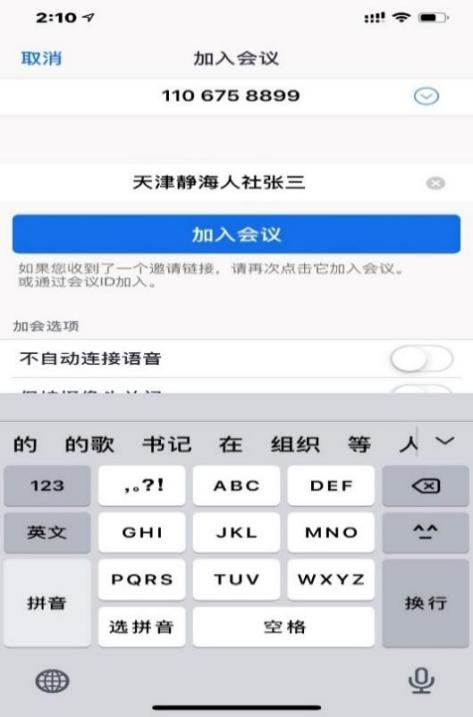 2:10
取消
加入会议
110 675 8899
天津静海人社张三
加入会议
如果您收到了一个邀请链接，请再次点击它加入会议。
或通过会议ID加入。
加会选项
不自动连接语音
的 的歌 书记 在 组织 等 人
123 ,。?! ABC DEF
英文 GHI JKL MNO ^^
拼音 PQRS TUV WXYZ 换行
选拼音 空格